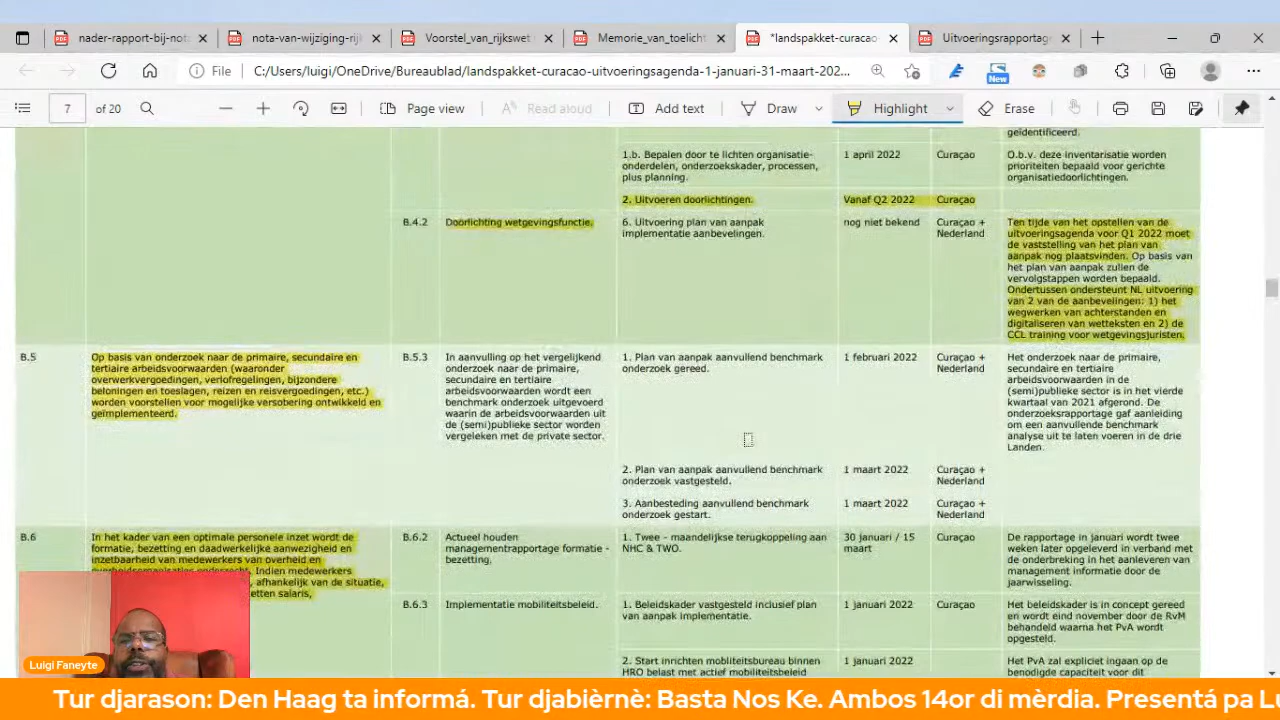 nader-rapport-bij-not
nota-van-wijziging-rijk
Voorstel_van_rijkswet
Memorie_van_toelicht
*landspakket-curacao-
Uitvoeringsrapportage
File
C:/Users/luigi/OneDrive/Bureaublad/landspakket-curacao-uitvoeringsagenda-1-januari-31-maart-202...
New
7 of 20
Page view
Read aloud
Add text
Draw
Highlight
Erase
geïdentificeerd.
1.b. Bepalen door te lichten organisatie-
onderdelen, onderzoekskader, processen,
plus planning.
1 april 2022
Curaçao
O.b.v. deze inventarisatie worden
prioriteiten bepaald voor gerichte
organisatiedoorlichtingen.
2. Uitvoeren doorlichtingen.
Vanaf Q2 2022
Curaçao
B.4.2
Doorlichting wetgevingsfunctie.
6. Uitvoering plan van aanpak
implementatie aanbevelingen.
nog niet bekend
Curaçao +
Nederland
Ten tijde van het opstellen van de
uitvoeringsagenda voor Q1 2022 moet
de vaststelling van het plan van
aanpak nog plaatsvinden. Op basis van
het plan van aanpak zullen de
vervolgstappen worden bepaald.
Ondertussen ondersteunt NL uitvoering
van 2 van de aanbevelingen: 1) het
wegwerken van achterstanden en
digitaliseren van wetteksten en 2) de
CCL training voor wetgevingsjuristen.
B.5
Op basis van onderzoek naar de primaire, secundaire en
tertiaire arbeidsvoorwaarden (waaronder
overwerkvergoedingen, verlofregelingen, bijzondere
beloningen en toeslagen, reizen en reisvergoedingen, etc.)
worden voorstellen voor mogelijke versobering ontwikkeld en
geïmplementeerd.
B.5.3
In aanvulling op het vergelijkend
onderzoek naar de primaire,
secundaire en tertiaire
arbeidsvoorwaarden wordt een
benchmark onderzoek uitgevoerd
waarin de arbeidsvoorwaarden uit
de (semi)publieke sector worden
vergeleken met de private sector.
1. Plan van aanpak aanvullend benchmark
onderzoek gereed.
1 februari 2022
Curaçao +
Nederland
Het onderzoek naar de primaire,
secundaire en tertiaire
arbeidsvoorwaarden in de
(semi)publieke sector is in het vierde
kwartaal van 2021 afgerond. De
onderzoeksrapportage gaf aanleiding
om een aanvullende benchmark
analyse uit te laten voeren in de drie
Landen.
2. Plan van aanpak aanvullend benchmark
onderzoek vastgesteld.
1 maart 2022
Curaçao +
Nederland
3. Aanbesteding aanvullend benchmark
onderzoek gestart.
1 maart 2022
Curaçao +
Nederland
B.6
In het kader van een optimale personele inzet wordt de
formatie, bezetting en daadwerkelijke aanwezigheid en
inzetbaarheid van medewerkers van overheid en
overheidsorganisaties onderzocht. Indien medewerkers
, afhankelijk van de situatie,
etten salaris,
B.6.2
Actueel houden
managementrapportage formatie -
bezetting.
1. Twee - maandelijkse terugkoppeling aan
NHC & TWO.
30 januari / 15
maart
Curaçao
De rapportage in januari wordt twee
weken later opgeleverd in verband met
de onderbreking in het aanleveren van
management informatie door de
jaarwisseling.
B.6.3
Implementatie mobiliteitsbeleid.
1. Beleidskader vastgesteld inclusief plan
van aanpak implementatie.
1 januari 2022
Curaçao
Het beleidskader is in concept gereed
en wordt eind november door de RvM
behandeld waarna het PvA wordt
opgesteld.
2. Start inrichten mobliteitsbureau binnen
HRO belast met actief mobiliteitsbeleid
1 januari 2022
Curaçao
Het PvA zal expliciet ingaan op de
benodigde capaciteit voor dit
Luigi Faneyte
Tur djarason: Den Haag ta informá. Tur djabièrnè: Basta Nos Ke. Ambos 14or di mèrdia. Presentá pa Lu